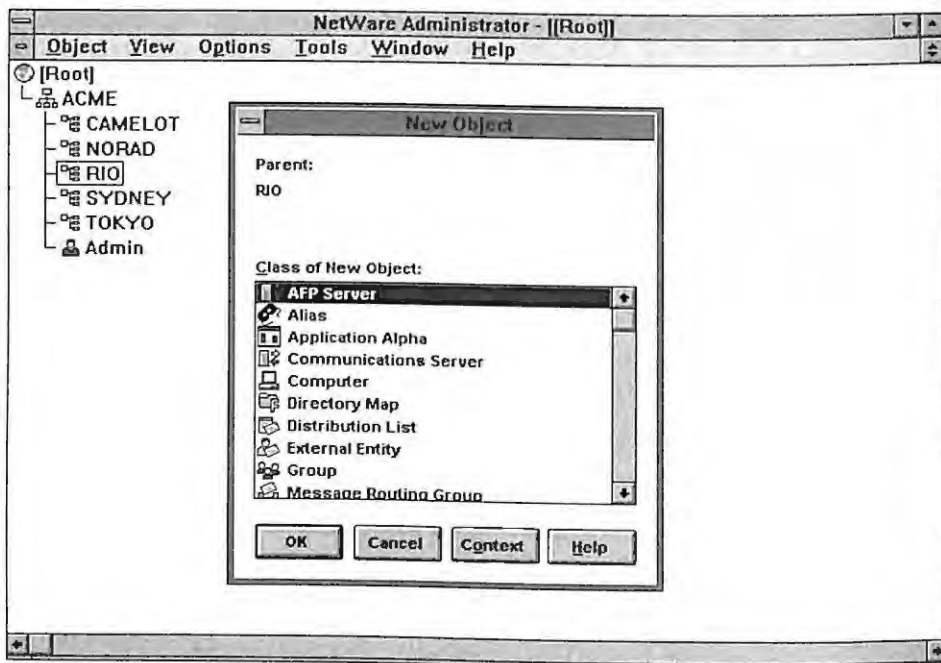 NetWare Administrator - [[Root]]
Object View Options Tools Window Help
[Root]
ACME
CAMELOT
NORAD
RIO
SYDNEY
TOKYO
Admin
New Object
Parent:
RIO
Class of New Object:
AFP Server
Alias
Application Alpha
Communications Server
Computer
Directory Map
Distribution List
External Entity
Group
Message Routing Group
OK Cancel Context Help